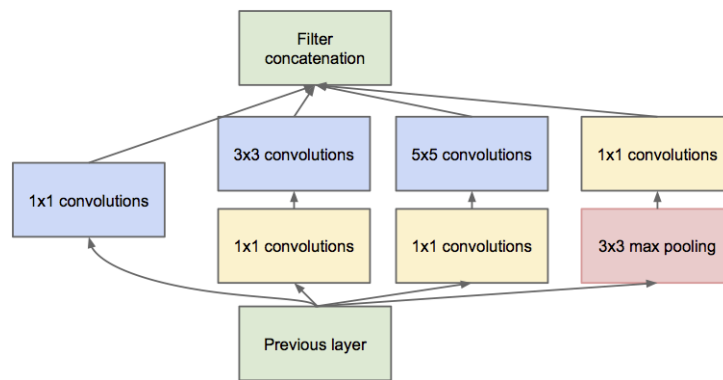 Filter
concatenation
3x3 convolutions
5x5 convolutions
1x1 convolutions
1x1 convolutions
1x1 convolutions
1x1 convolutions
3x3 max pooling
Previous layer